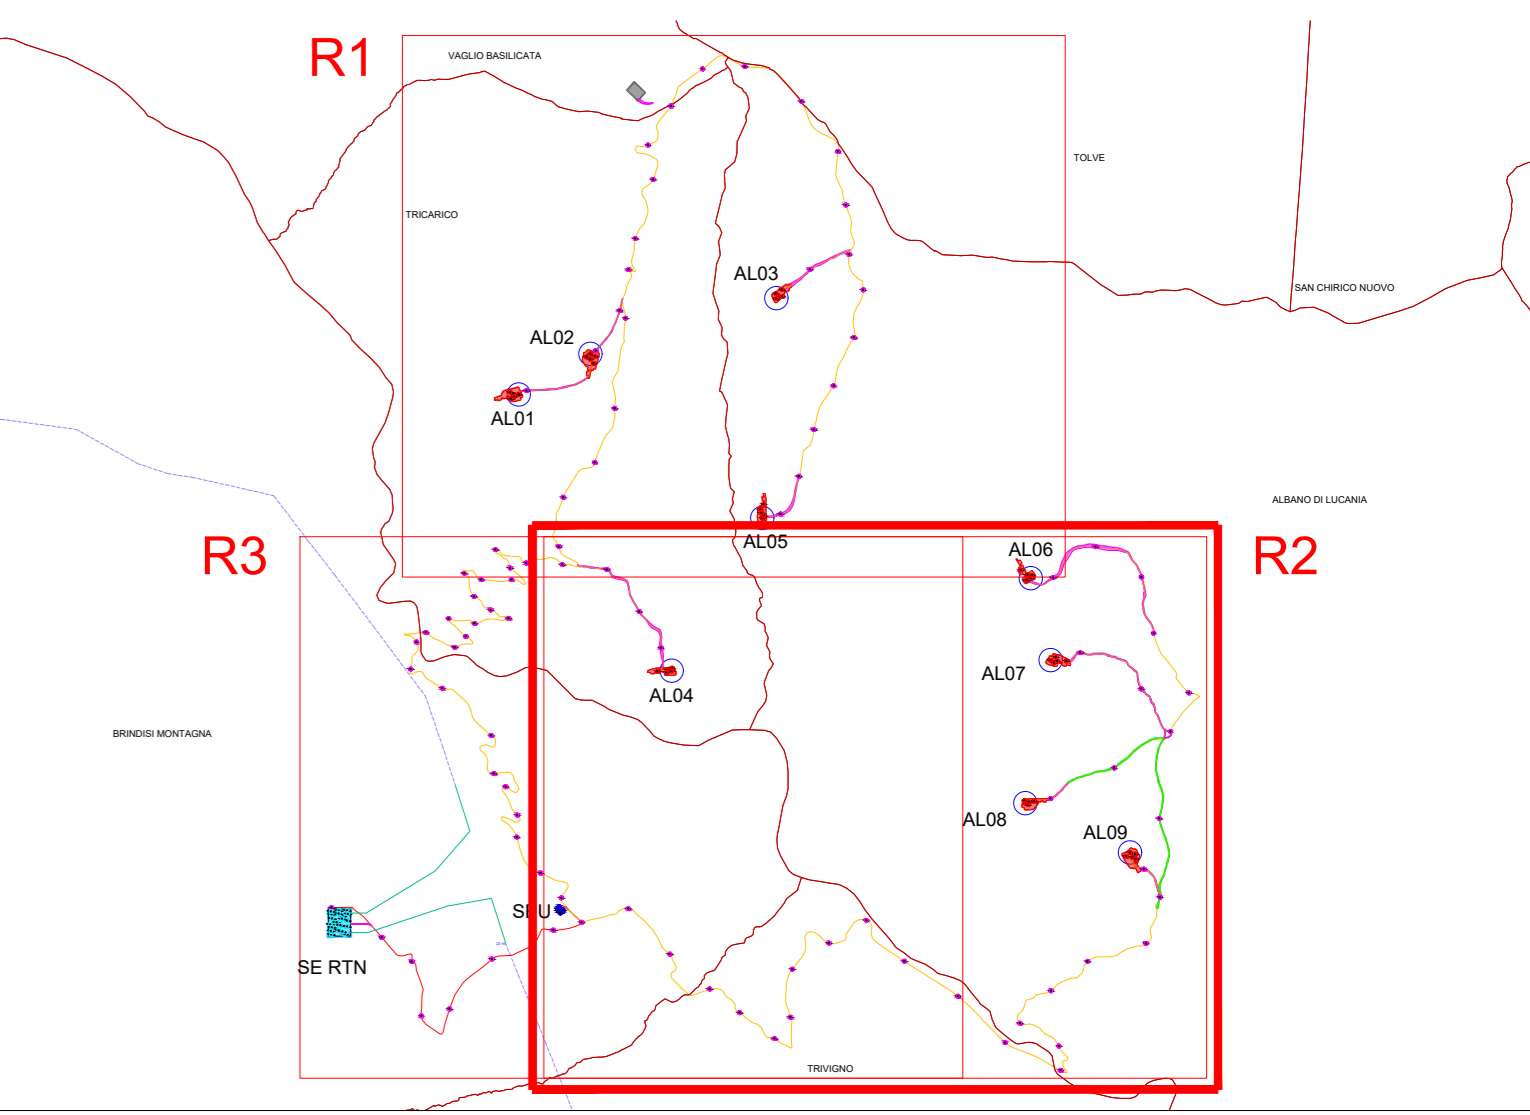 R1
VAGLIO BASILICATA
TOLVE
TRICARICO
AL03
SAN CHIRICO NUOVO
AL02
AL01
ALBANO DI LUCANIA
AL05
R3
R2
AL06
AL07
AL04
BRINDISI MONTAGNA
AL08
AL09
SEU
SE RTN
TRIVIGNO